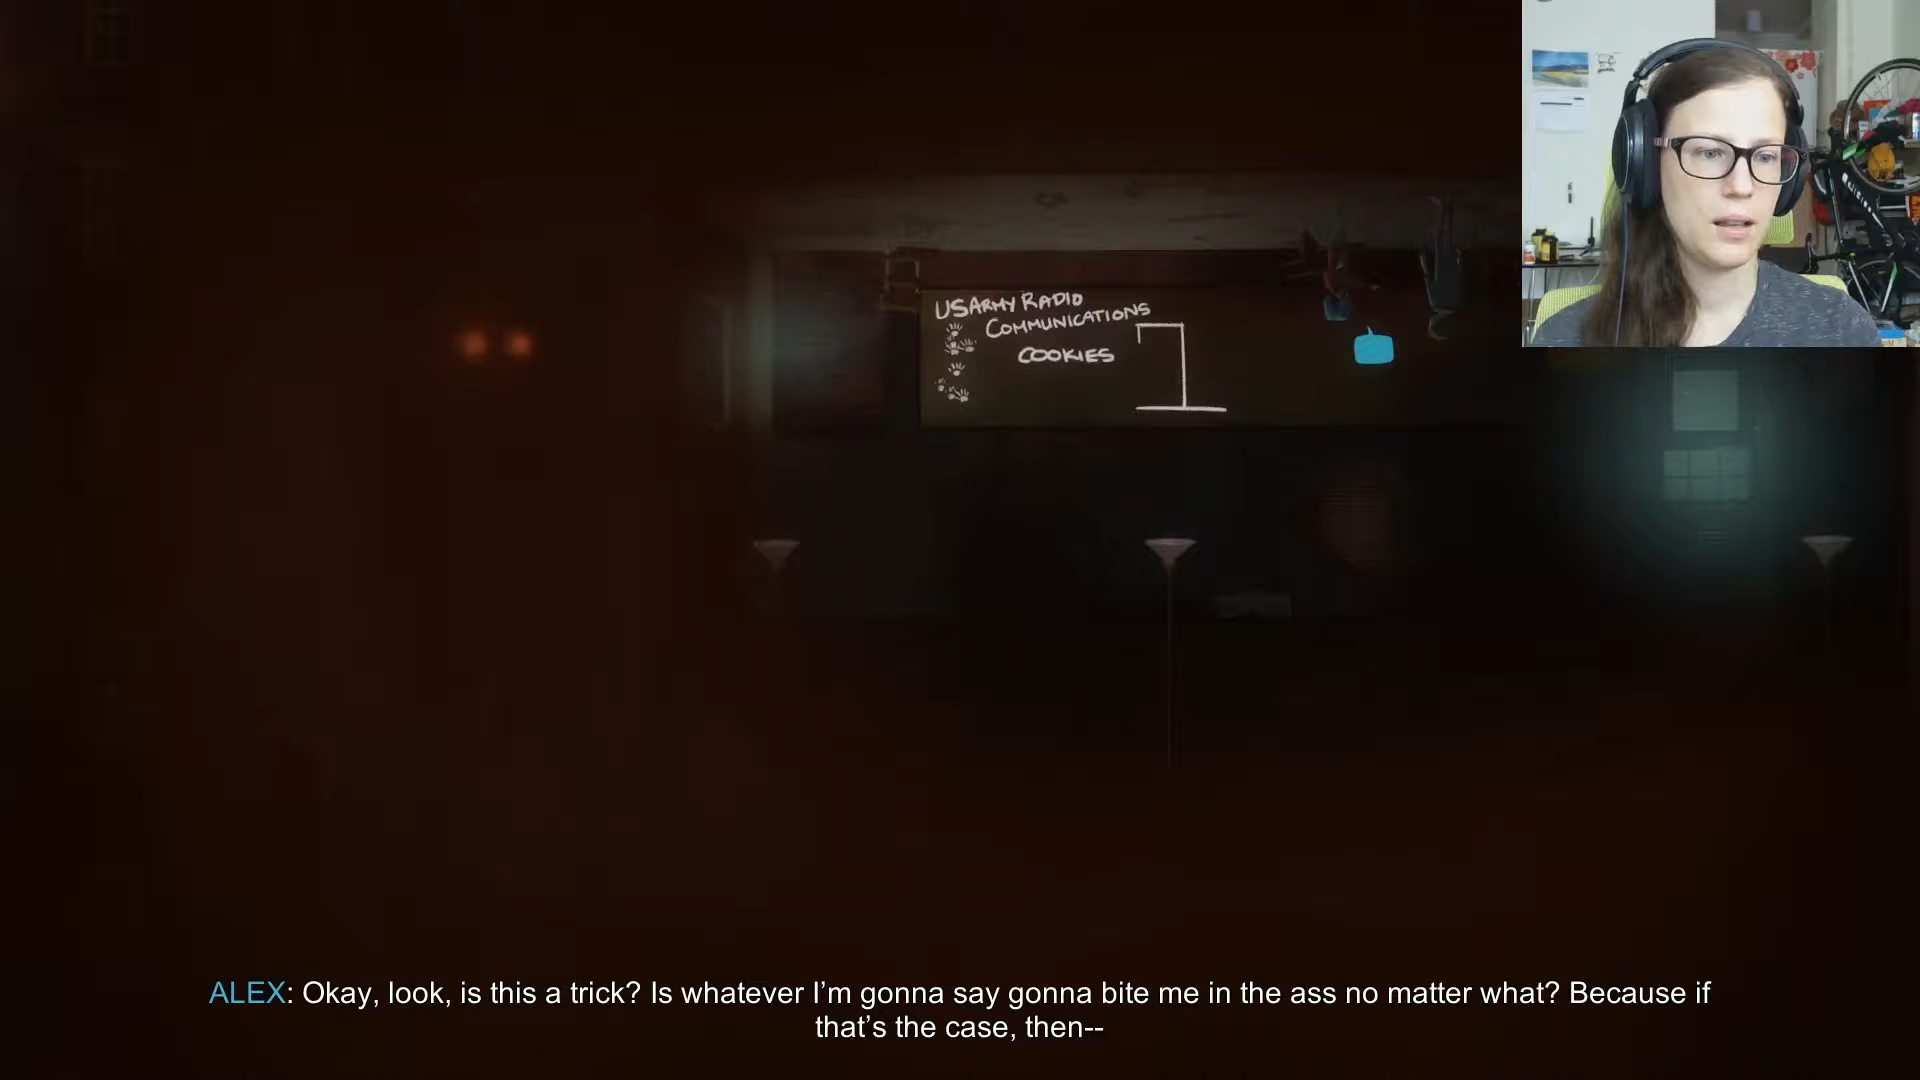 USARMY RADIO
COMMUNICATIONS
COOKIES
ALEX: Okay, look, is this a trick? Is whatever I'm gonna say gonna bite me in the ass no matter what? Because if
that's the case, then--